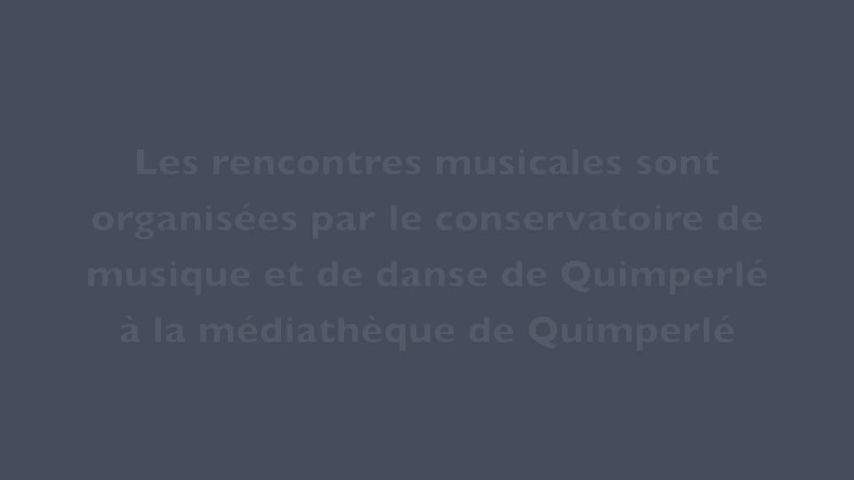 Les rencontres musicales sont
organisées par le conservatoire de
musique et de danse de Quimperlé
à la médiathèque de Quimperlé